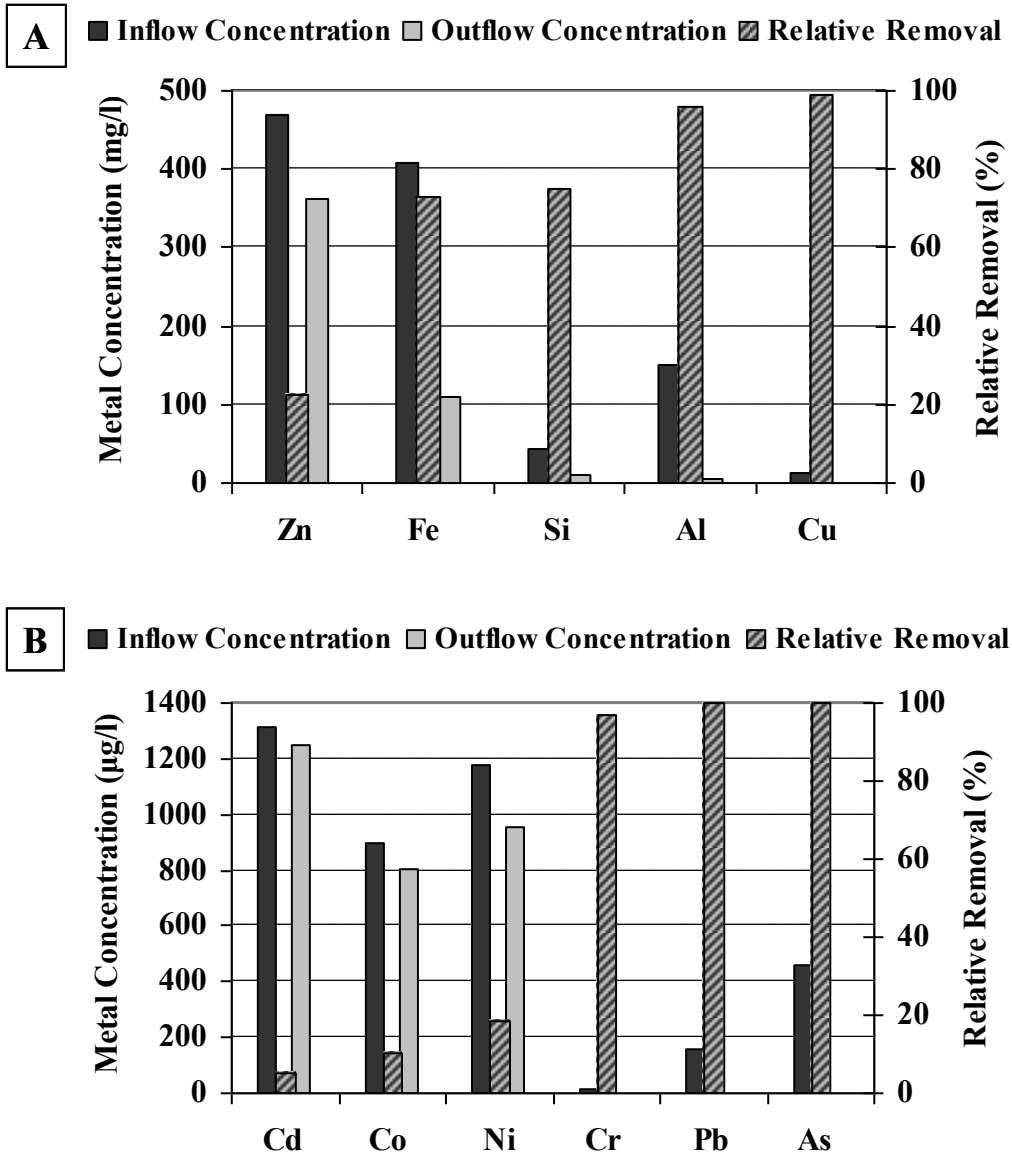 A
Inflow Concentration Outflow Concentration Relative Removal
Metal Concentration (mg/l)
500
400
300
200
100
0
100
80
60
40
20
0
Relative Removal (%)
Zn Fe Si Al Cu
B
Inflow Concentration Outflow Concentration Relative Removal
Metal Concentration (µg/l)
1400
1200
1000
800
600
400
200
0
100
80
60
40
20
0
Relative Removal (%)
Cd Co Ni Cr Pb As